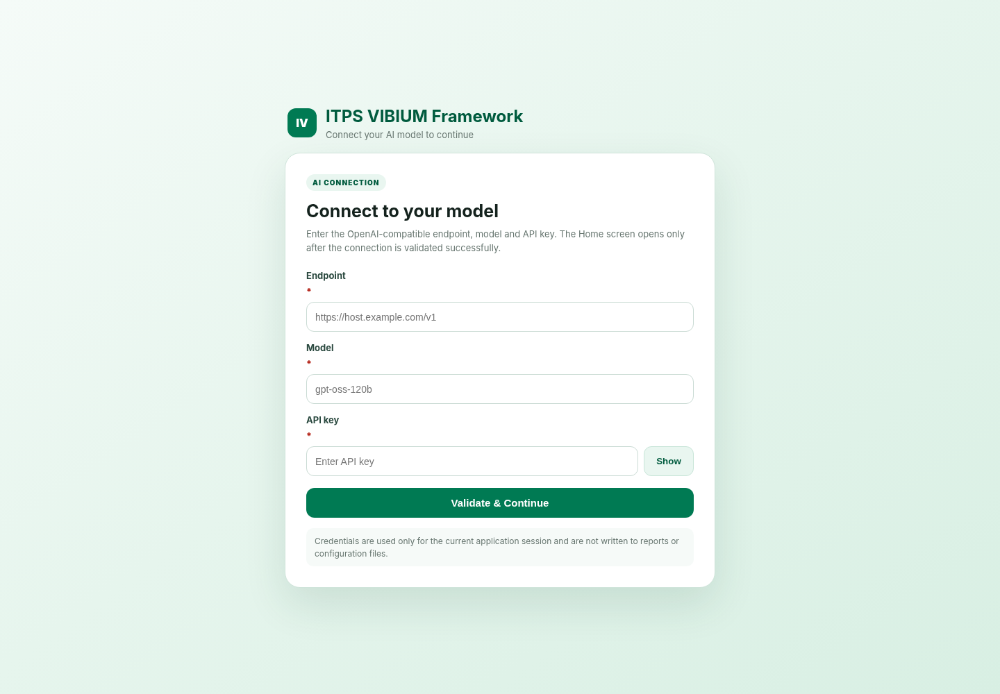 IV
ITPS VIBIUM Framework
Connect your AI model to continue
AI CONNECTION
Connect to your model
Enter the OpenAI-compatible endpoint, model and API key. The Home screen opens only
after the connection is validated successfully.
Endpoint
*
https://host.example.com/v1
Model
*
gpt-oss-120b
API key
*
Enter API key
Show
Validate & Continue
Credentials are used only for the current application session and are not written to reports or
configuration files.